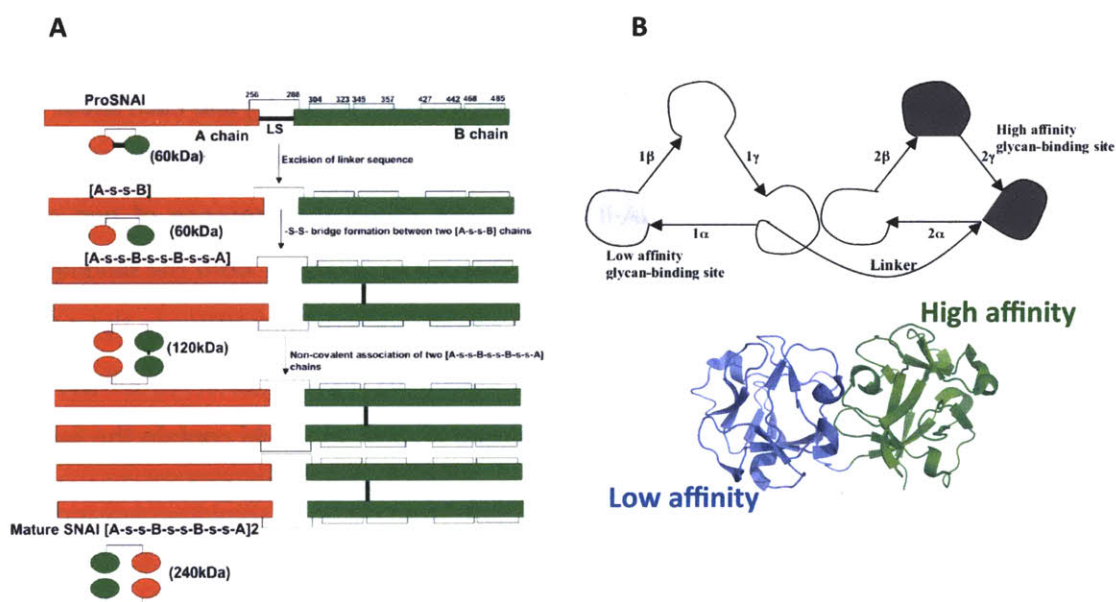 A
ProSNAI
256 288 304 323 345 357 427 442 468 485
A chain
LS
B chain
(60kDa)
Excision of linker sequence
[A-s-s-B]
(60kDa)
-S-S- bridge formation between two [A-s-s-B] chains
[A-s-s-B-s-s-B-s-s-A]
(120kDa)
Non-covalent association of two [A-s-s-B-s-s-B-s-s-A]
chains
Mature SNAI [A-s-s-B-s-s-B-s-s-A]2
(240kDa)
B
High affinity
glycan-binding site
1β
1γ
2β
2γ
1α
2α
Low affinity
glycan-binding site
Linker
High affinity
Low affinity